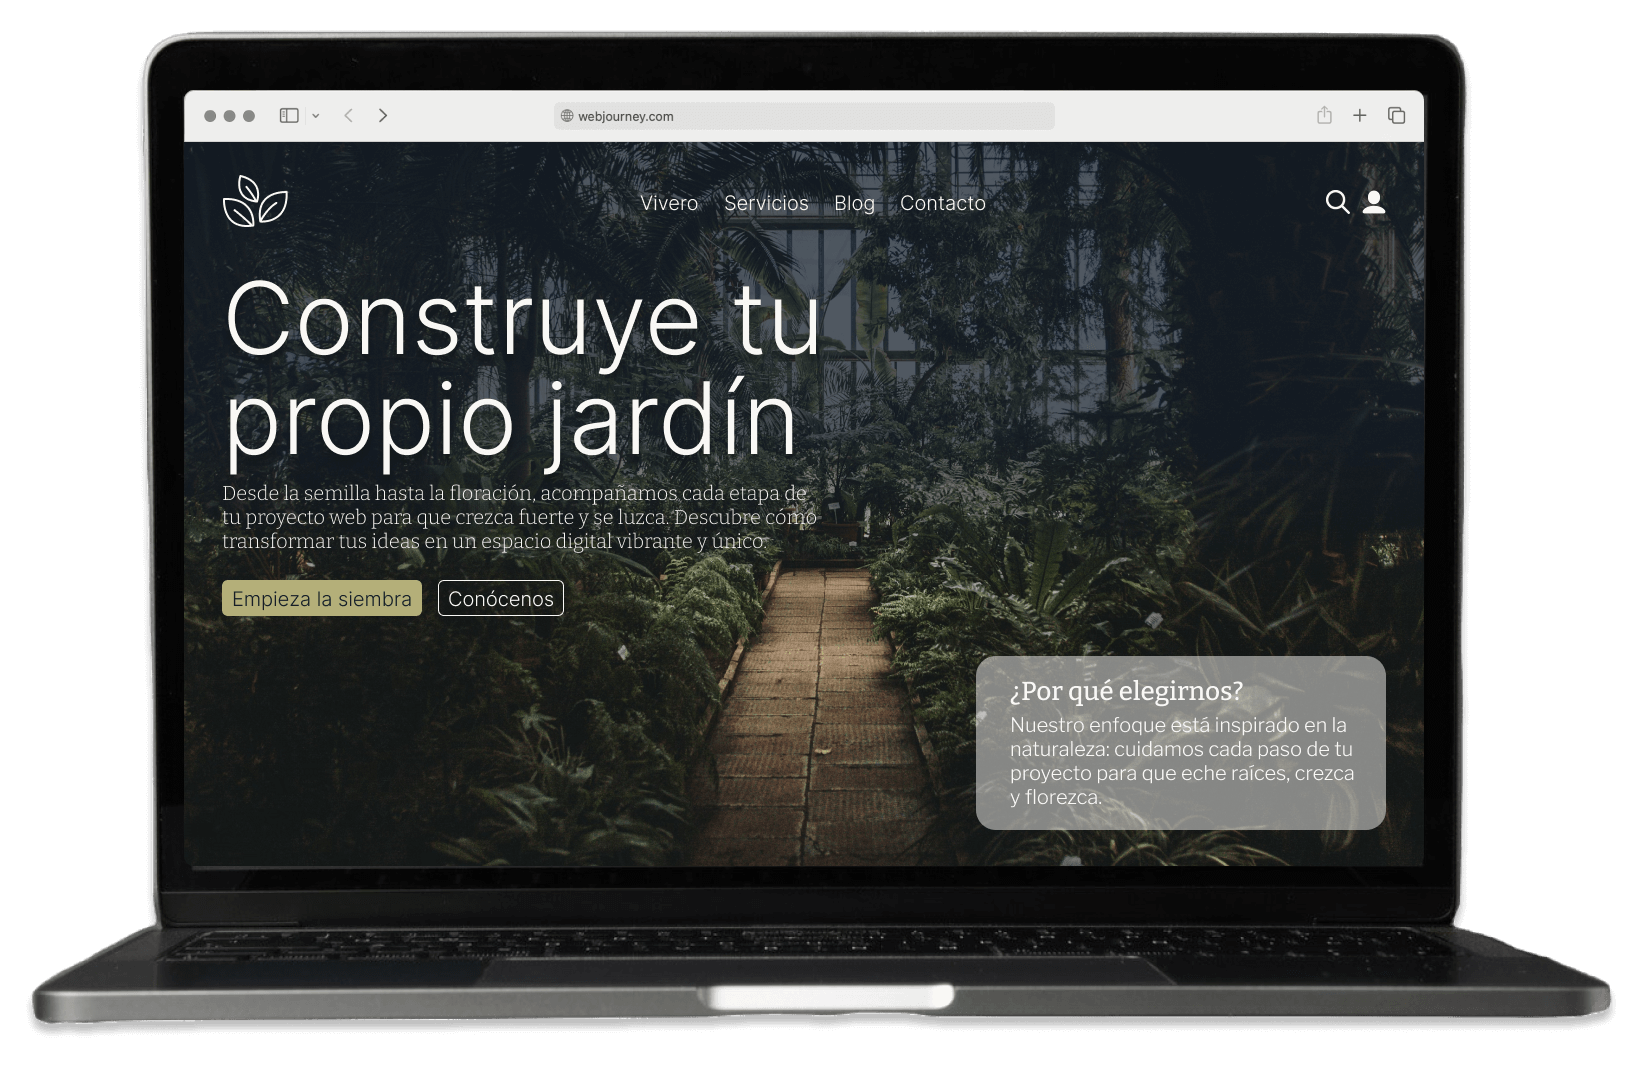 webjourney.com
Vivero Servicios Blog Contacto
Construye tu
propio jardín
Desde la semilla hasta la floración, acompañamos cada etapa de
tu proyecto web para que crezca fuerte y se luzca. Descubre cómo
transformar tus ideas en un espacio digital vibrante y único.
Empieza la siembra Conócenos
¿Por qué elegirnos?
Nuestro enfoque está inspirado en la
naturaleza: cuidamos cada paso de tu
proyecto para que eche raíces, crezca
y florezca.